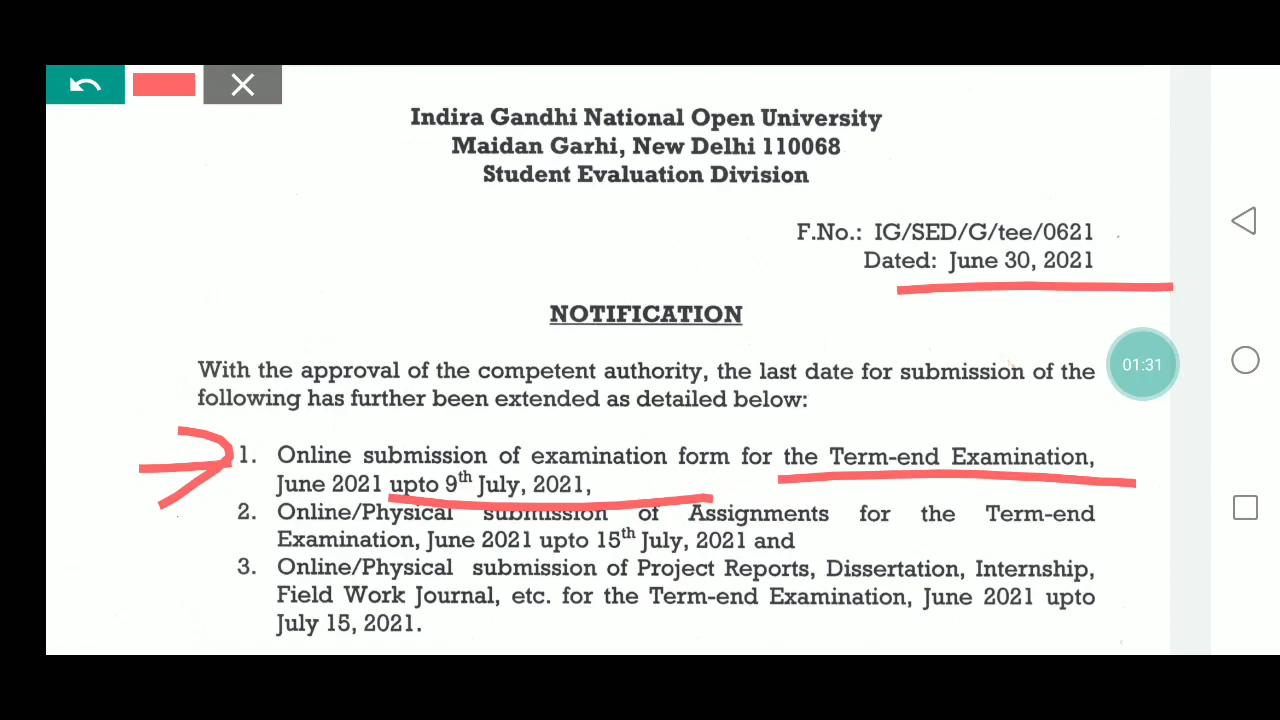 Indira Gandhi National Open University
Maidan Garhi, New Delhi 110068
Student Evaluation Division
F.No.: IG/SED/G/tee/0621
Dated: June 30, 2021
NOTIFICATION
With the approval of the competent authority, the last date for submission of the
following has further been extended as detailed below:
01:31
1. Online submission of examination form for the Term-end Examination,
June 2021 upto 9th July, 2021,
2. Online/Physical submission of Assignments for the Term-end
Examination, June 2021 upto 15th July, 2021 and
3. Online/Physical submission of Project Reports, Dissertation, Internship,
Field Work Journal, etc. for the Term-end Examination, June 2021 upto
July 15, 2021.